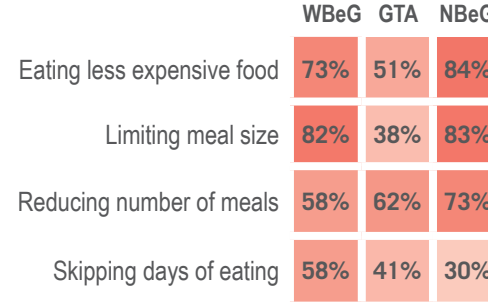 WBeG GTA NBeG
Eating less expensive food 73% 51% 84%
Limiting meal size 82% 38% 83%
Reducing number of meals 58% 62% 73%
Skipping days of eating 58% 41% 30%